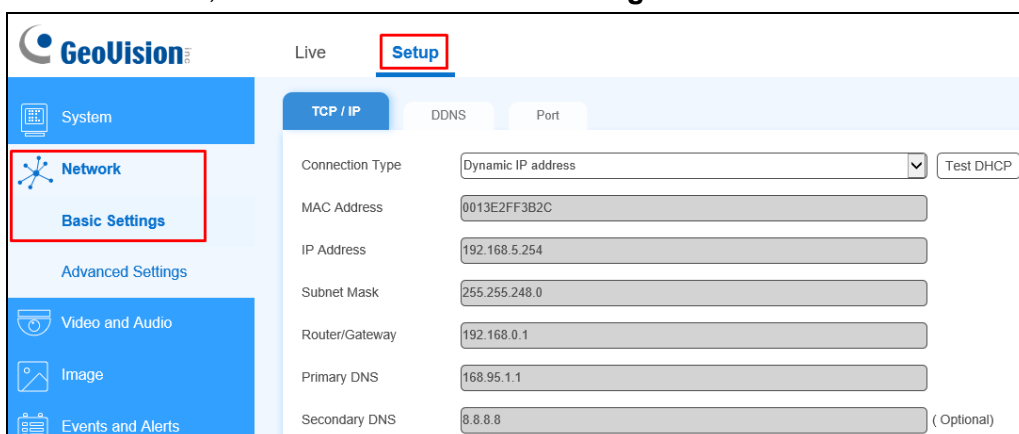 GeoVision Inc
Live Setup
System
Network
Basic Settings
Advanced Settings
Video and Audio
Image
Events and Alerts
TCP / IP DDNS Port
Connection Type Dynamic IP address Test DHCP
MAC Address 0013E2FF3B2C
IP Address 192.168.5.254
Subnet Mask 255.255.248.0
Router/Gateway 192.168.0.1
Primary DNS 168.95.1.1
Secondary DNS 8.8.8.8 ( Optional)